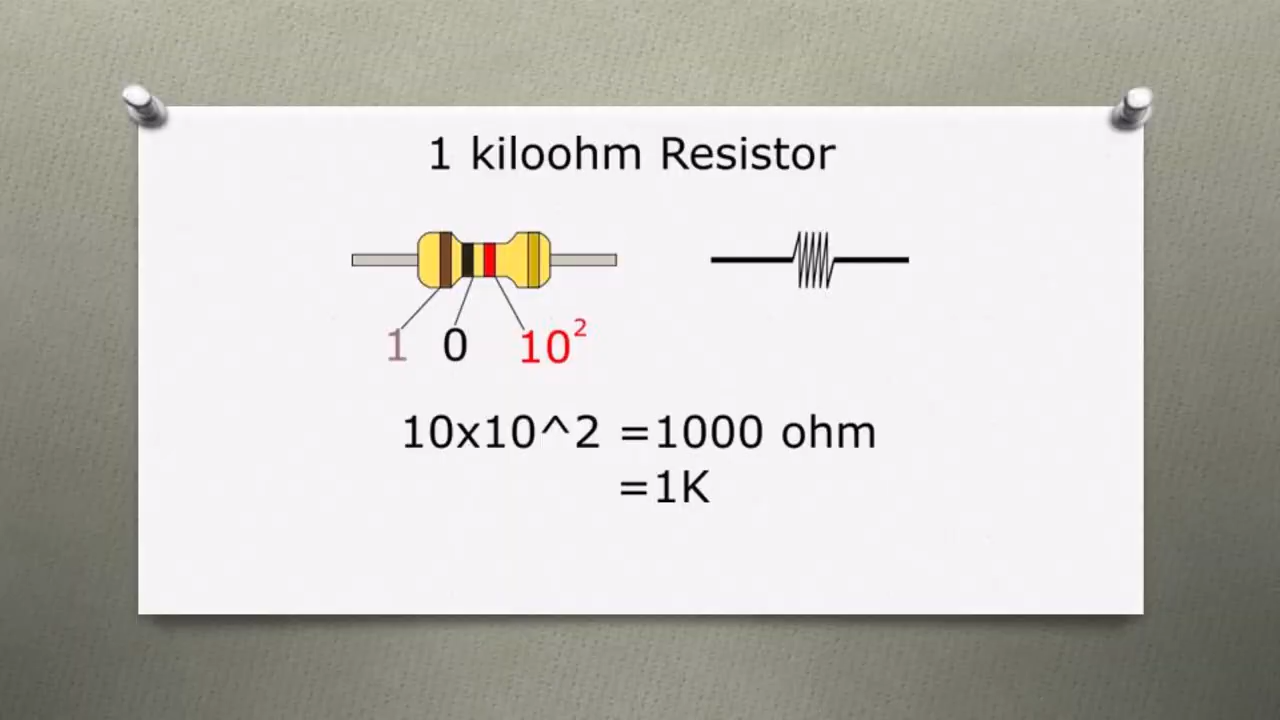 1 kiloohm Resistor
1 0 10²
10x10^2 =1000 ohm
=1K